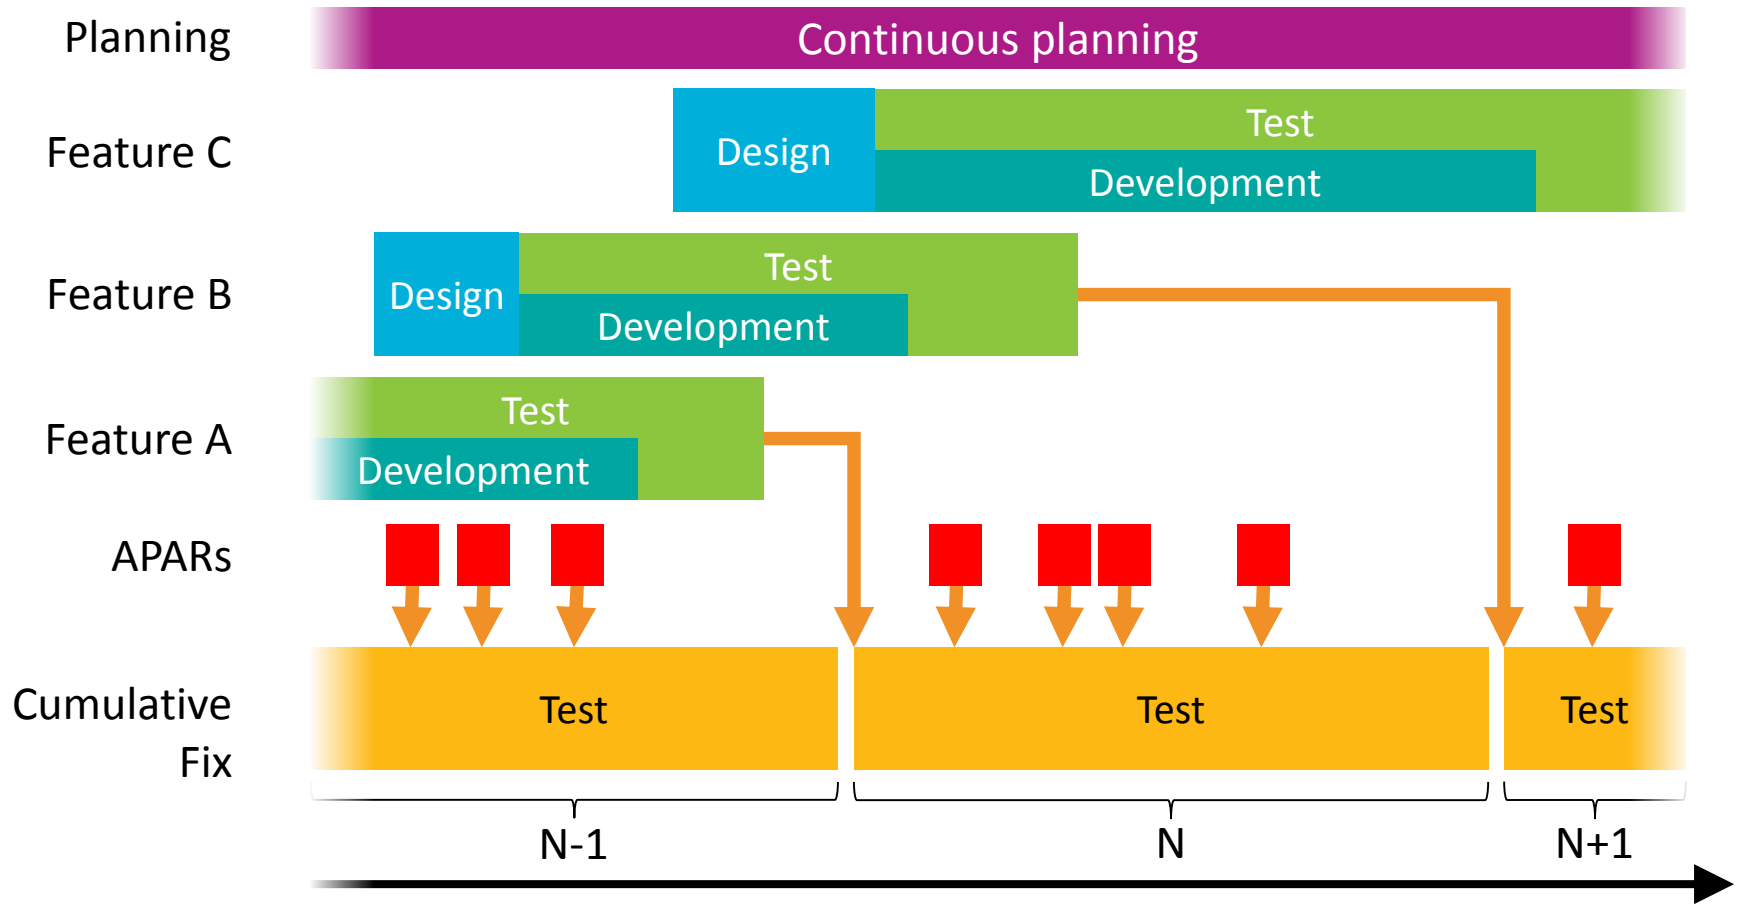 Planning
Continuous planning
Feature C
Design
Test
Development
Feature B
Design
Test
Development
Feature A
Test
Development
APARs
Cumulative
Fix
Test
Test
Test
N-1
N
N+1